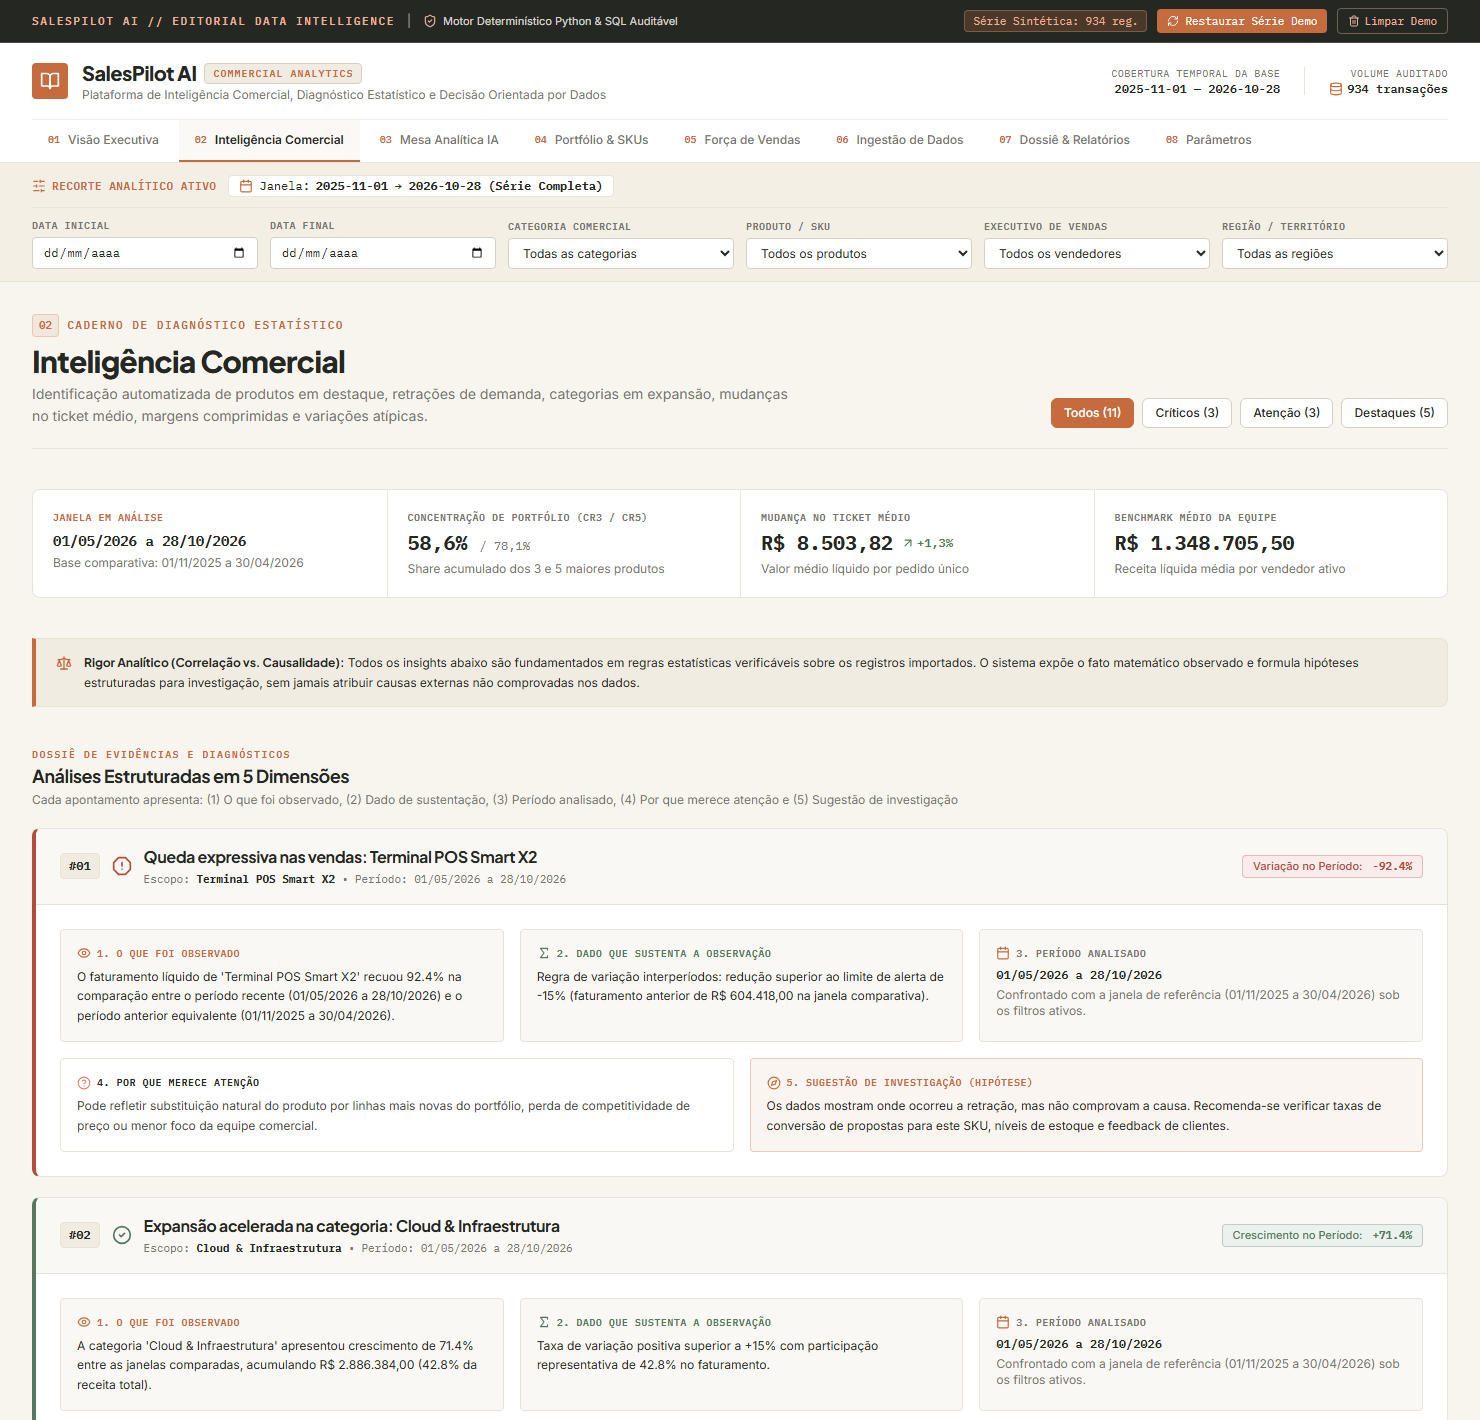 SALESPILOT AI // EDITORIAL DATA INTELLIGENCE | Motor Determinístico Python & SQL Auditável
Série Sintética: 934 reg.
Restaurar Série Demo
Limpar Demo
SalesPilot AI COMMERCIAL ANALYTICS
Plataforma de Inteligência Comercial, Diagnóstico Estatístico e Decisão Orientada por Dados
COBERTURA TEMPORAL DA BASE
2025-11-01 — 2026-10-28
VOLUME AUDITADO
934 transações
01 Visão Executiva
02 Inteligência Comercial
03 Mesa Analítica IA
04 Portfólio & SKUs
05 Força de Vendas
06 Ingestão de Dados
07 Dossiê & Relatórios
08 Parâmetros
RECORTE ANALÍTICO ATIVO
Janela: 2025-11-01 → 2026-10-28 (Série Completa)
DATA INICIAL
dd/mm/aaaa
DATA FINAL
dd/mm/aaaa
CATEGORIA COMERCIAL
Todas as categorias
PRODUTO / SKU
Todos os produtos
EXECUTIVO DE VENDAS
Todos os vendedores
REGIÃO / TERRITÓRIO
Todas as regiões
02 CADERNO DE DIAGNÓSTICO ESTATÍSTICO
Inteligência Comercial
Identificação automatizada de produtos em destaque, retrações de demanda, categorias em expansão, mudanças
no ticket médio, margens comprimidas e variações atípicas.
Todos (11)
Críticos (3)
Atenção (3)
Destaques (5)
JANELA EM ANÁLISE
01/05/2026 a 28/10/2026
Base comparativa: 01/11/2025 a 30/04/2026
CONCENTRAÇÃO DE PORTFÓLIO (CR3 / CR5)
58,6% / 78,1%
Share acumulado dos 3 e 5 maiores produtos
MUDANÇA NO TICKET MÉDIO
R$ 8.503,82 +1,3%
Valor médio líquido por pedido único
BENCHMARK MÉDIO DA EQUIPE
R$ 1.348.705,50
Receita líquida média por vendedor ativo
Rigor Analítico (Correlação vs. Causalidade): Todos os insights abaixo são fundamentados em regras estatísticas verificáveis sobre os registros importados. O sistema expõe o fato matemático observado e formula hipóteses
estruturadas para investigação, sem jamais atribuir causas externas não comprovadas nos dados.
DOSSIÊ DE EVIDÊNCIAS E DIAGNÓSTICOS
Análises Estruturadas em 5 Dimensões
Cada apontamento apresenta: (1) O que foi observado, (2) Dado de sustentação, (3) Período analisado, (4) Por que merece atenção e (5) Sugestão de investigação
#01
Queda expressiva nas vendas: Terminal POS Smart X2
Escopo: Terminal POS Smart X2 • Período: 01/05/2026 a 28/10/2026
Variação no Período: -92.4%
1. O QUE FOI OBSERVADO
O faturamento líquido de 'Terminal POS Smart X2' recuou 92.4% na
comparação entre o período recente (01/05/2026 a 28/10/2026) e o
período anterior equivalente (01/11/2025 a 30/04/2026).
2. DADO QUE SUSTENTA A OBSERVAÇÃO
Regra de variação interperíodos: redução superior ao limite de alerta de
-15% (faturamento anterior de R$ 604.418,00 na janela comparativa).
3. PERÍODO ANALISADO
01/05/2026 a 28/10/2026
Confrontado com a janela de referência (01/11/2025 a 30/04/2026) sob
os filtros ativos.
4. POR QUE MERECE ATENÇÃO
Pode refletir substituição natural do produto por linhas mais novas do portfólio, perda de competitividade de
preço ou menor foco da equipe comercial.
5. SUGESTÃO DE INVESTIGAÇÃO (HIPÓTESE)
Os dados mostram onde ocorreu a retração, mas não comprovam a causa. Recomenda-se verificar taxas de
conversão de propostas para este SKU, níveis de estoque e feedback de clientes.
#02
Expansão acelerada na categoria: Cloud & Infraestrutura
Escopo: Cloud & Infraestrutura • Período: 01/05/2026 a 28/10/2026
Crescimento no Período: +71.4%
1. O QUE FOI OBSERVADO
A categoria 'Cloud & Infraestrutura' apresentou crescimento de 71.4%
entre as janelas comparadas, acumulando R$ 2.886.384,00 (42.8% da
receita total).
2. DADO QUE SUSTENTA A OBSERVAÇÃO
Taxa de variação positiva superior a +15% com participação
representativa de 42.8% no faturamento.
3. PERÍODO ANALISADO
01/05/2026 a 28/10/2026
Confrontado com a janela de referência (01/11/2025 a 30/04/2026) sob
os filtros ativos.